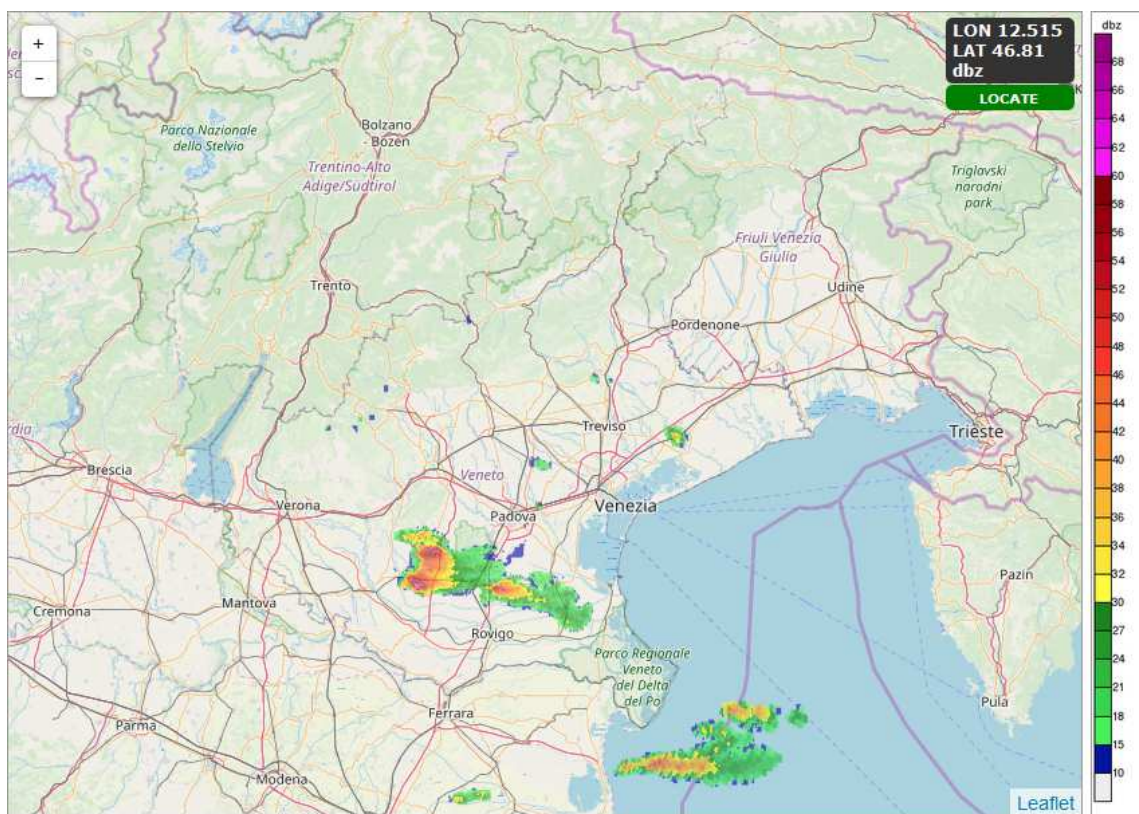 +
−
LON 12.515
LAT 46.81
dbz
LOCATE
dbz
68
66
64
62
60
58
56
54
52
50
48
46
44
42
40
38
36
34
32
30
27
24
21
18
15
10
Parco Nazionale
dello Stelvio
Bolzano
- Bozen
Trentino-Alto
Adige/Südtirol
Triglavski
narodni
park
Friuli Venezia
Giulia
Trento
Udine
Pordenone
Treviso
Trieste
Brescia
Veneto
Verona
Venezia
Padova
Pazin
Cremona
Mantova
Rovigo
Parco Regionale
Veneto
del Delta
del Po
Pula
Ferrara
Parma
Modena
Leaflet